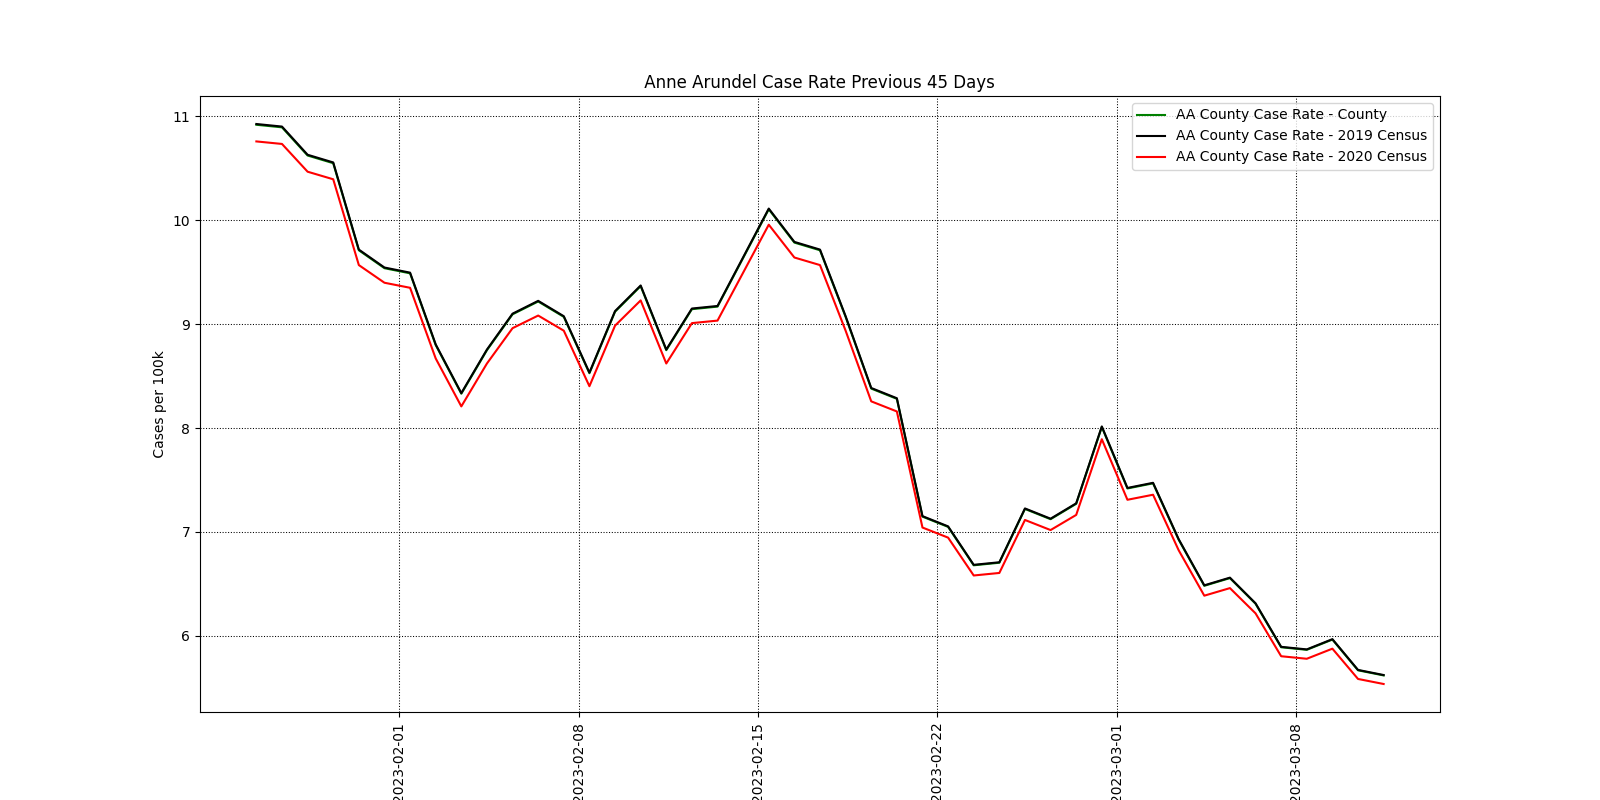 Anne Arundel Case Rate Previous 45 Days
AA County Case Rate - County
AA County Case Rate - 2019 Census
AA County Case Rate - 2020 Census
Cases per 100k
11
10
9
8
7
6
2023-02-01
2023-02-08
2023-02-15
2023-02-22
2023-03-01
2023-03-08